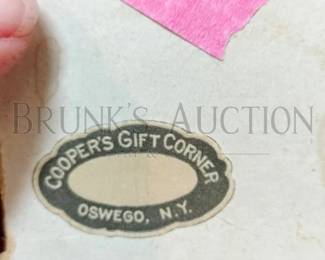 BRUNK'S AUCTION
COOPER'S GIFT CORNER
OSWEGO, N.Y.